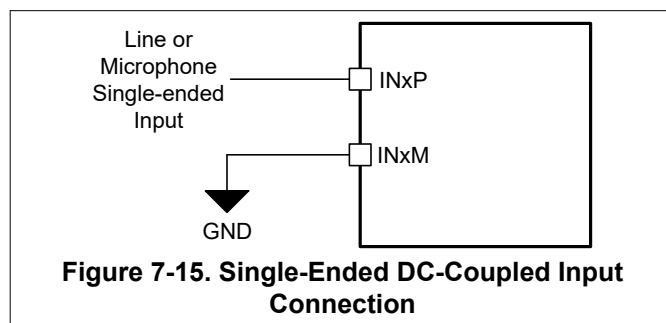 Line or
Microphone
Single-ended
Input
INxP
INxM
GND
Figure 7-15. Single-Ended DC-Coupled Input
Connection